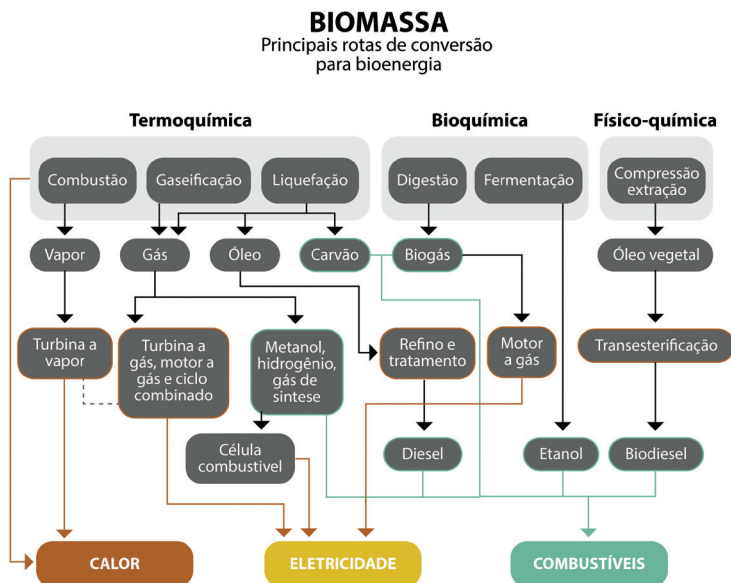 BIOMASSA
Principais rotas de conversão
para bioenergia
Termoquímica
Bioquímica
Físico-química
Combustão
Gaseificação
Liquefação
Digestão
Fermentação
Compressão
extração
Vapor
Gás
Óleo
Carvão
Biogás
Óleo vegetal
Turbina a
vapor
Turbina a
gás, motor a
gás e ciclo
combinado
Metanol,
hidrogênio,
gás de
sintese
Refino e
tratamento
Motor
a gás
Transesterificação
Célula
combustivel
Diesel
Etanol
Biodiesel
CALOR
ELETRICIDADE
COMBUSTÍVEIS